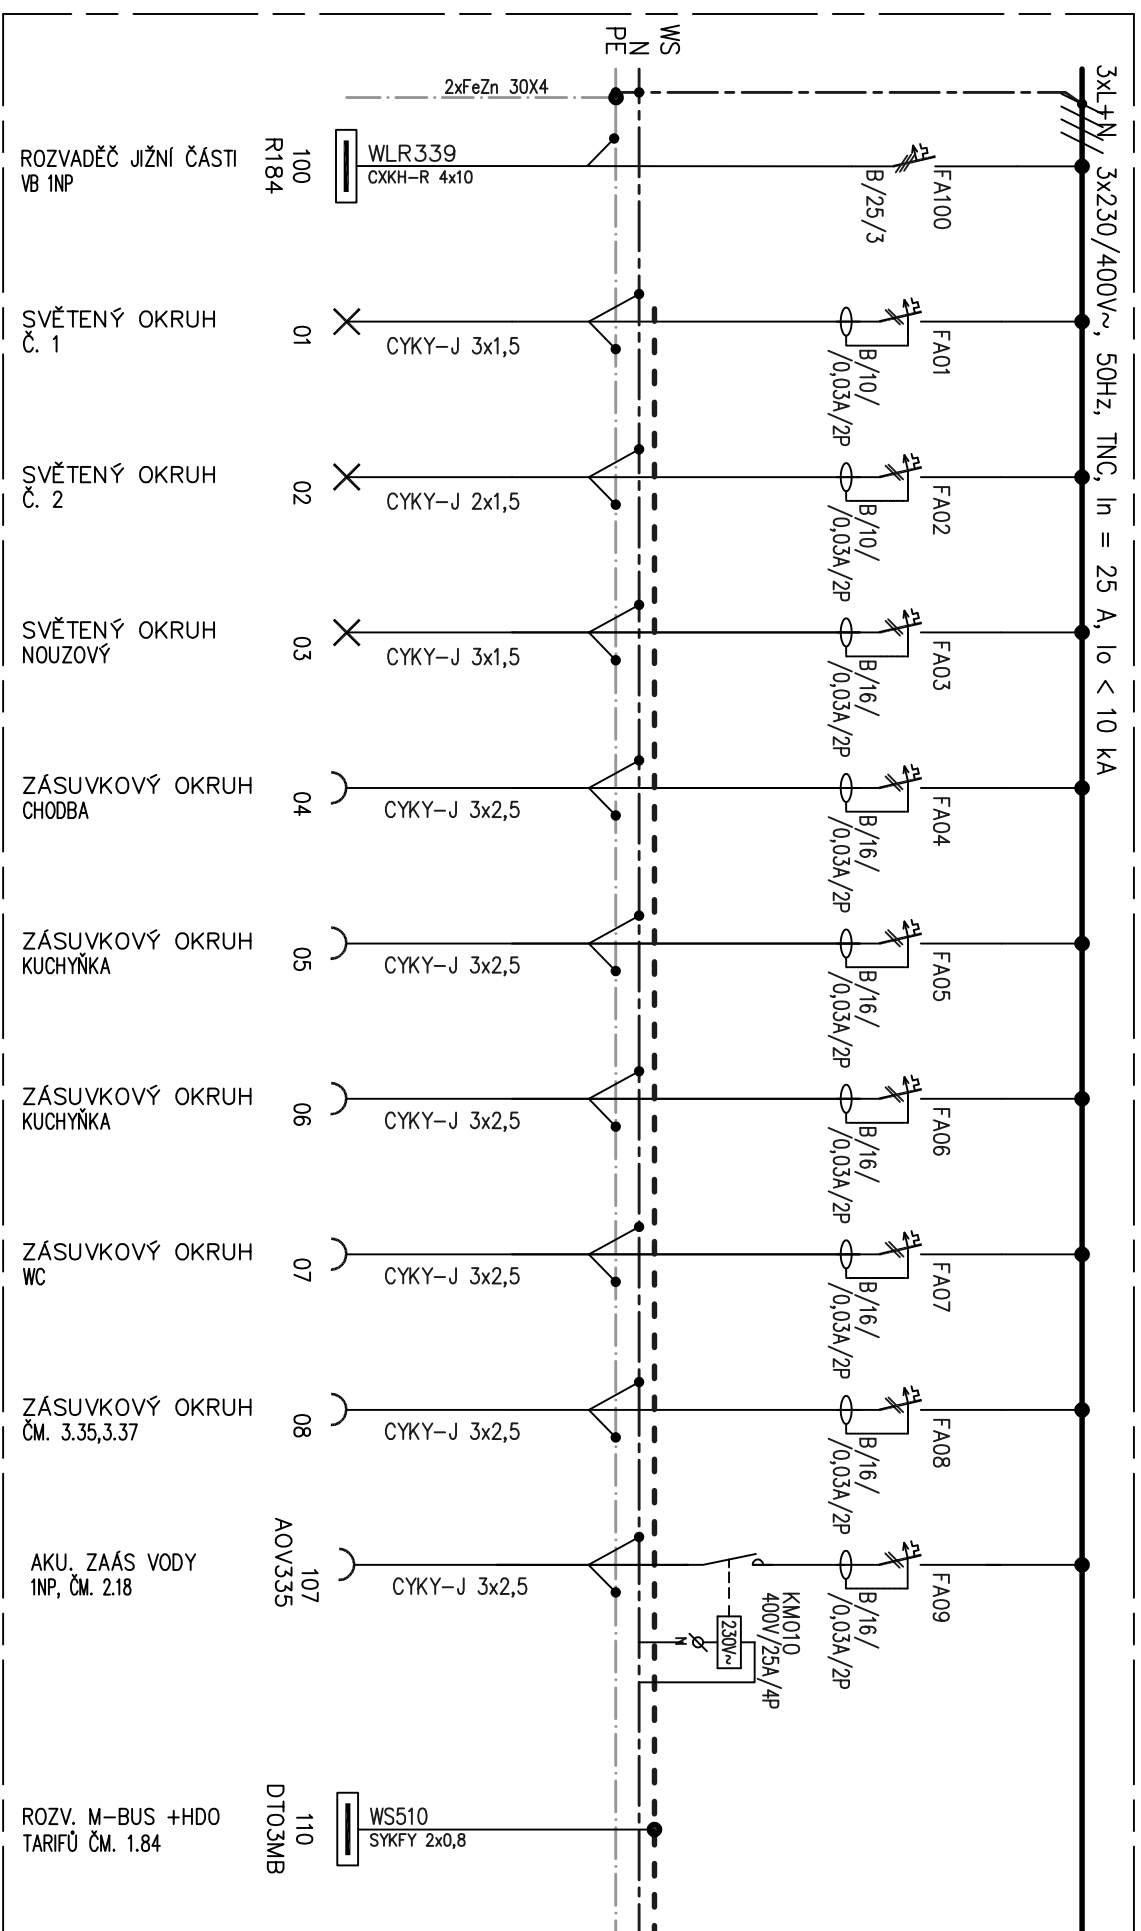 WS
N
PE
3xL+N, 3x230/400V~, 50Hz, TNC, In = 25 A, Io < 10 kA
2xFeZn 30X4
ROZVADĚČ JIŽNÍ ČÁSTI
VB 1NP
100
R184
WLR339
CXKH-R 4x10
FA100
B/25/3
SVĚTENÝ OKRUH
Č. 1
01
CYKY-J 3x1,5
FA01
B/10/
/0,03A/2P
SVĚTENÝ OKRUH
Č. 2
02
CYKY-J 2x1,5
FA02
B/10/
/0,03A/2P
SVĚTENÝ OKRUH
NOUZOVÝ
03
CYKY-J 3x1,5
FA03
B/16/
/0,03A/2P
ZÁSUVKOVÝ OKRUH
CHODBA
04
CYKY-J 3x2,5
FA04
B/16/
/0,03A/2P
ZÁSUVKOVÝ OKRUH
KUCHYŇKA
05
CYKY-J 3x2,5
FA05
B/16/
/0,03A/2P
ZÁSUVKOVÝ OKRUH
KUCHYŇKA
06
CYKY-J 3x2,5
FA06
B/16/
/0,03A/2P
ZÁSUVKOVÝ OKRUH
WC
07
CYKY-J 3x2,5
FA07
B/16/
/0,03A/2P
ZÁSUVKOVÝ OKRUH
ČM. 3.35,3.37
08
CYKY-J 3x2,5
FA08
B/16/
/0,03A/2P
AKU. ZAÁS VODY
1NP, ČM. 2.18
107
AOV335
CYKY-J 3x2,5
FA09
B/16/
/0,03A/2P
KM010
400V/25A/4P
230V~
N
ROZV. M-BUS +HDO
TARIFŮ ČM. 1.84
110
DT03MB
WS510
SYKFY 2x0,8